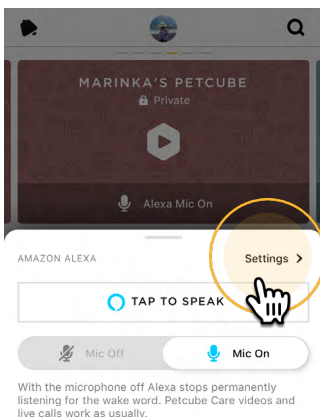 MARINKA'S PETCUBE
Private
Alexa Mic On
AMAZON ALEXA
Settings >
TAP TO SPEAK
Mic Off
Mic On
With the microphone off Alexa stops permanently
listening for the wake word. Petcube Care videos and
live calls work as usually.